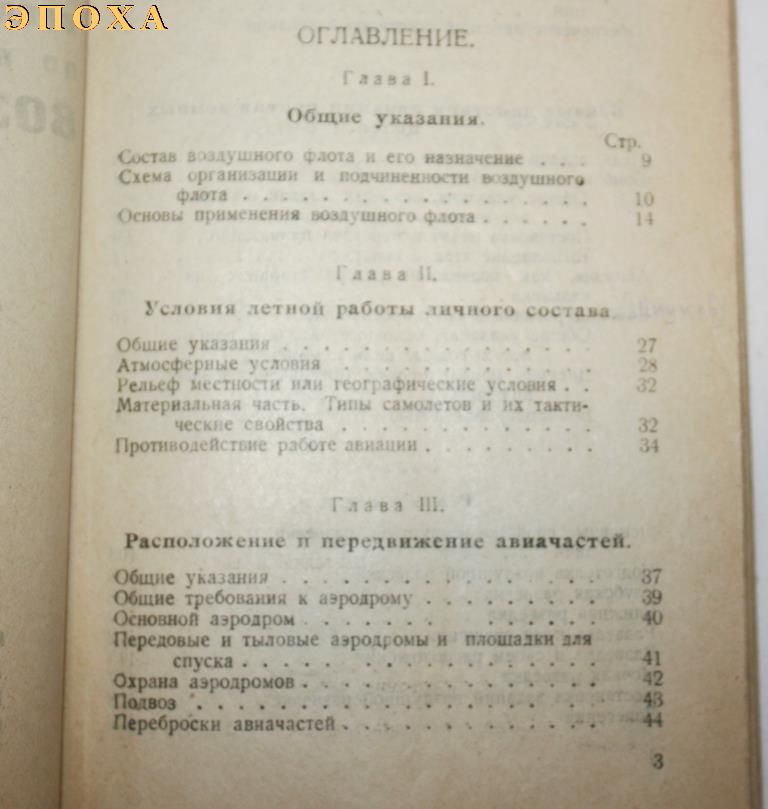 ЭПОХА
ОГЛАВЛЕНИЕ.
Глава I.
Общие указания.
Стр.
Состав воздушного флота и его назначение . . . 9
Схема организации и подчиненности воздушного
флота . . . . . . . . . . . . . . . . . 10
Основы применения воздушного флота . . . . . . 14
Глава II.
Условия летной работы личного состава.
Общие указания . . . . . . . . . . . . . . . 27
Атмосферные условия . . . . . . . . . . . . 28
Рельеф местности или географические условия . . 32
Материальная часть. Типы самолетов и их такти-
ческие свойства . . . . . . . . . . . . 32
Противодействие работе авиации . . . . . . . . 34
Глава III.
Расположение и передвижение авиачастей.
Общие указания . . . . . . . . . . . . . . . 37
Общие требования к аэродрому . . . . . . . . 39
Основной аэродром . . . . . . . . . . . . . 40
Передовые и тыловые аэродромы и площадки для
спуска . . . . . . . . . . . . . . . . . 41
Охрана аэродромов . . . . . . . . . . . . . 42
Подвоз . . . . . . . . . . . . . . . . . . . 43
Переброски авиачастей . . . . . . . . . . . . 44
3